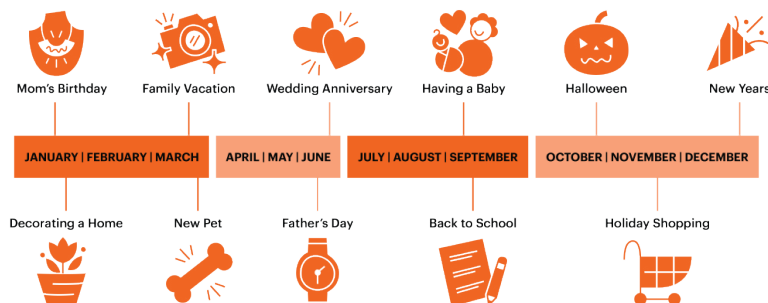 Mom's Birthday
Family Vacation
Wedding Anniversary
Having a Baby
Halloween
New Years
JANUARY | FEBRUARY | MARCH
APRIL | MAY | JUNE
JULY | AUGUST | SEPTEMBER
OCTOBER | NOVEMBER | DECEMBER
Decorating a Home
New Pet
Father's Day
Back to School
Holiday Shopping